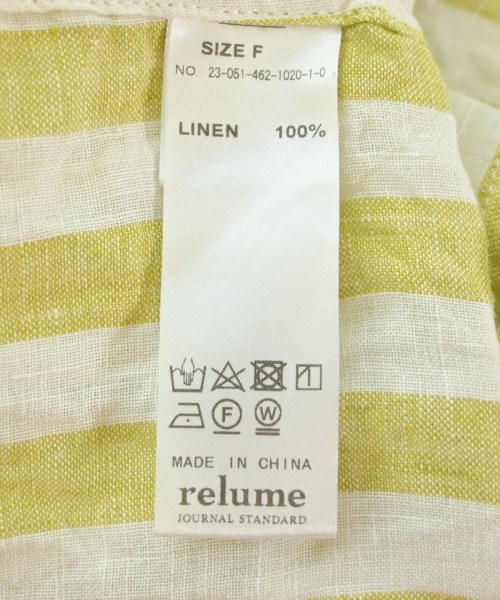 SIZE F
NO. 23-051-462-1020-1-0
LINEN 100%
F W
MADE IN CHINA
relume
JOURNAL STANDARD